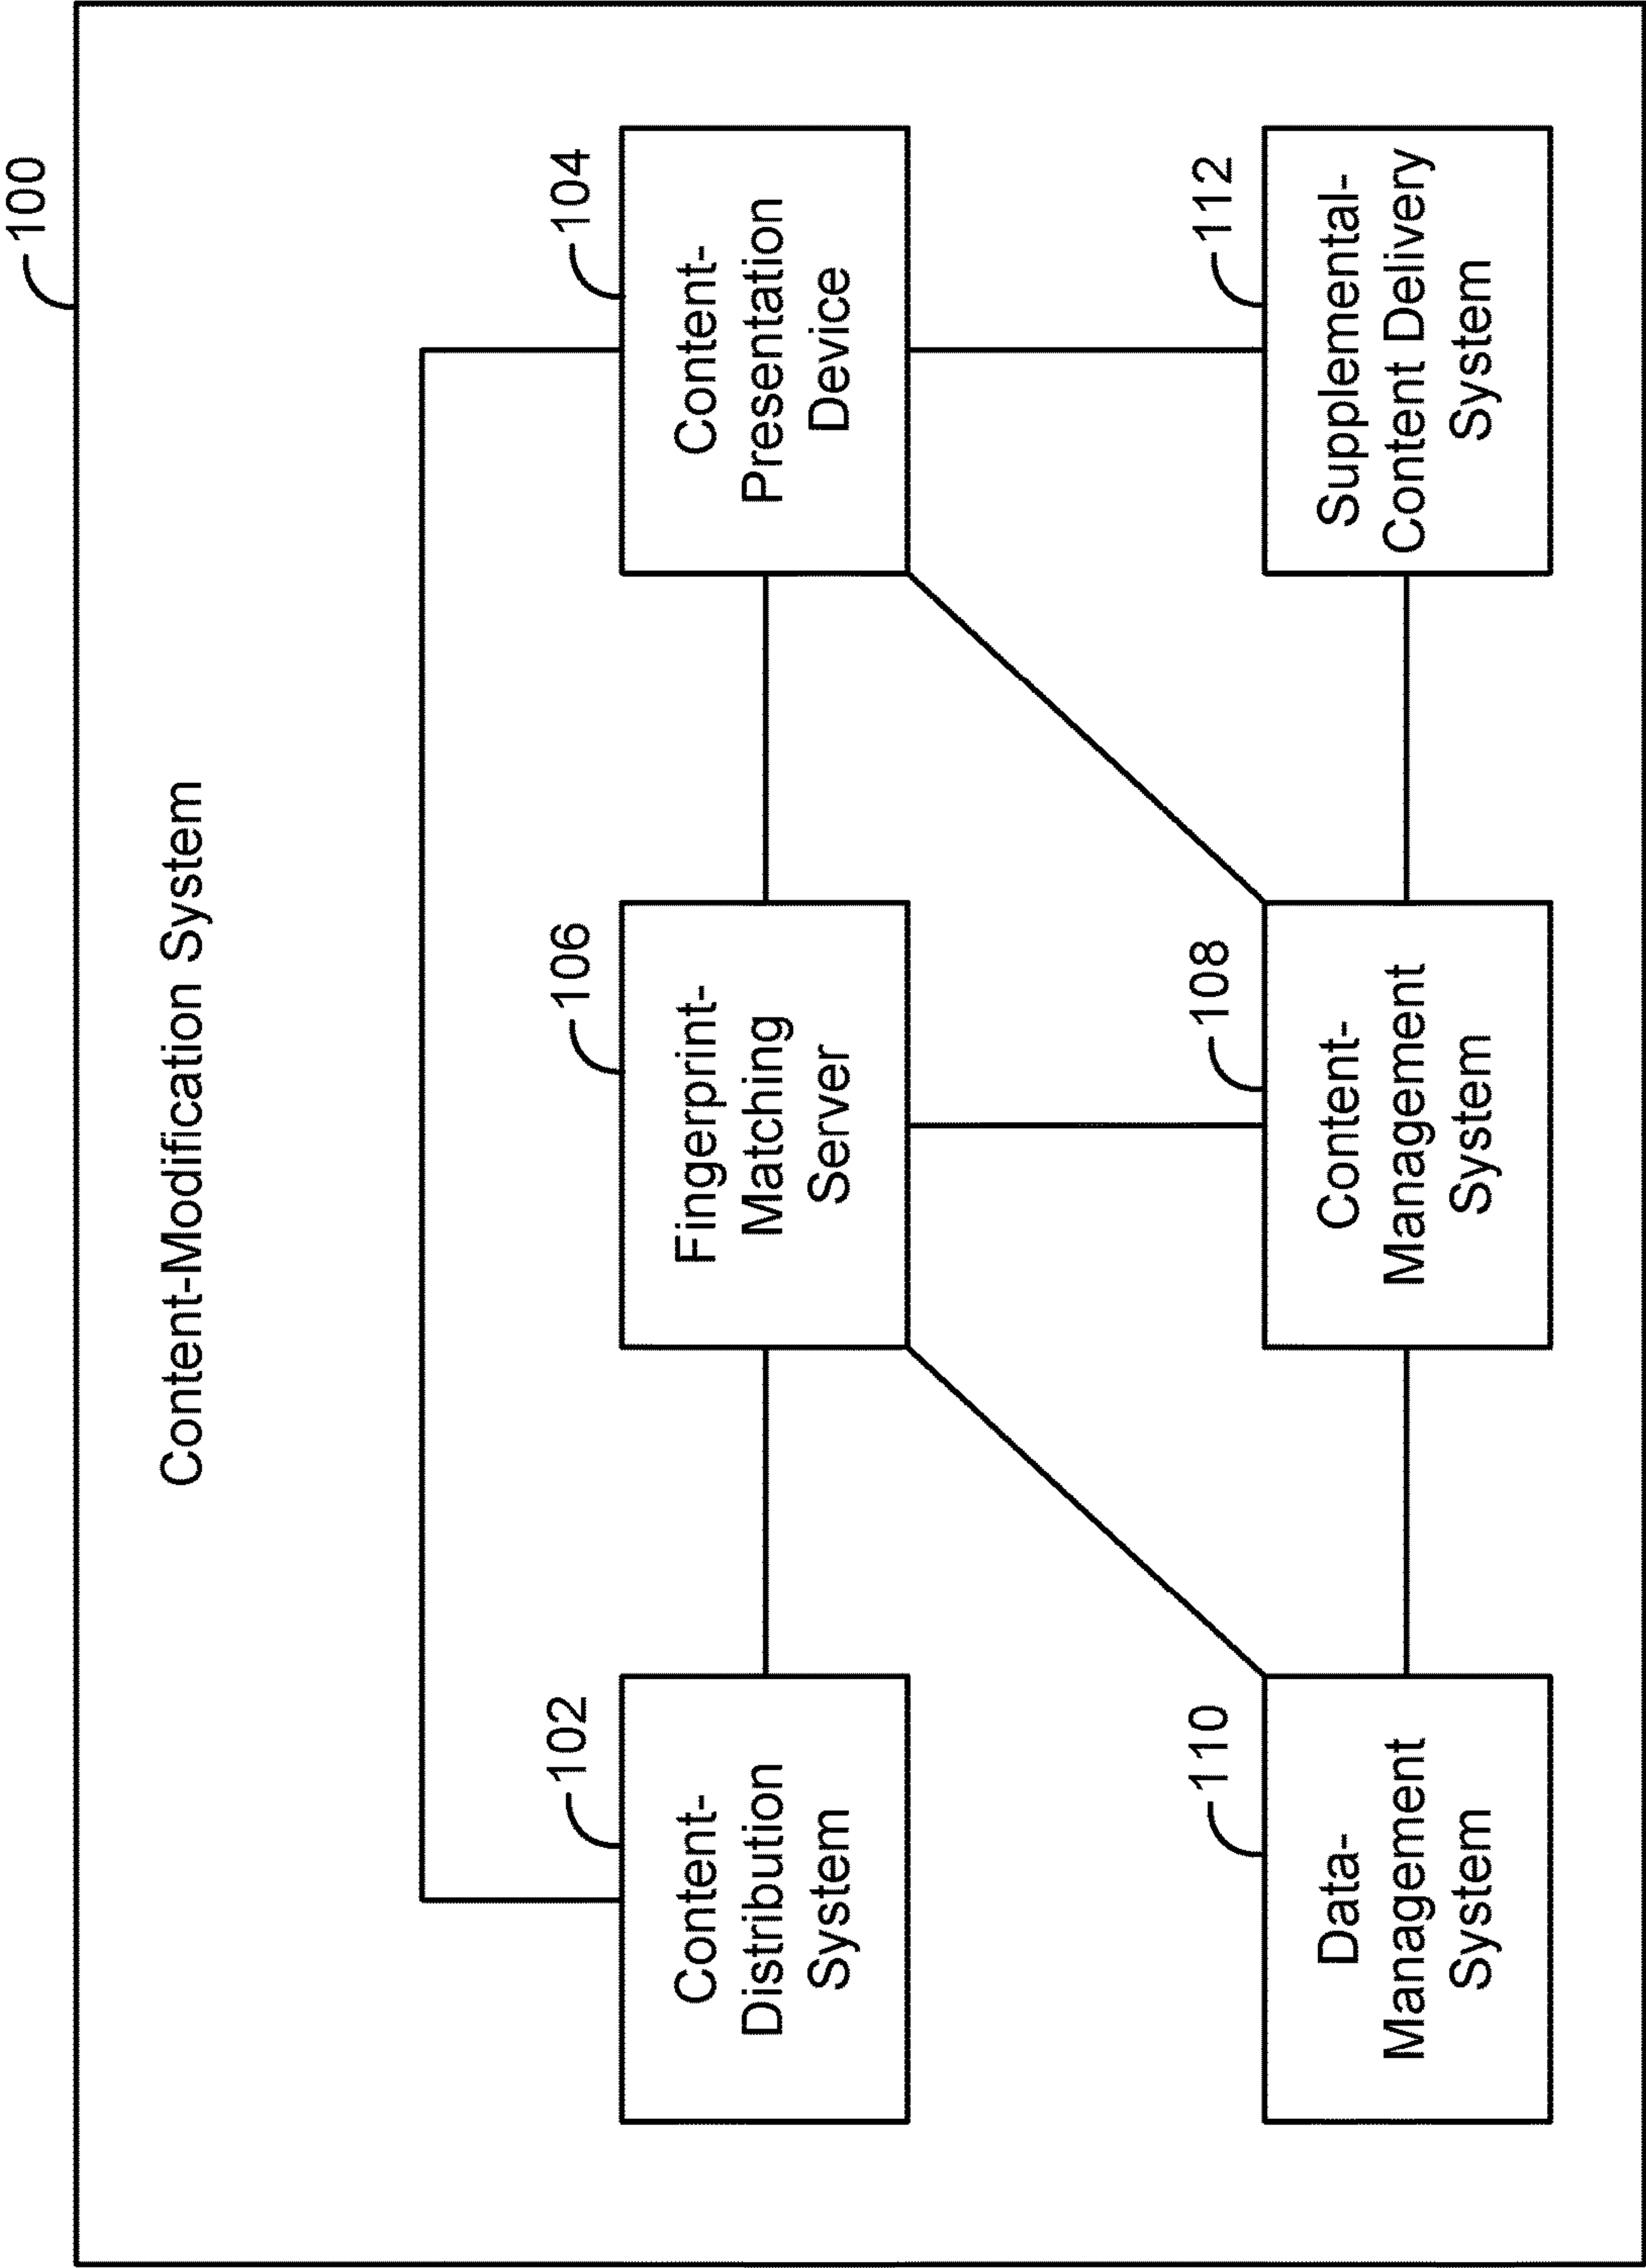 100
Content-Modification System
102
Content-
Distribution
System
106
Fingerprint-
Matching
Server
104
Content-
Presentation
Device
110
Data-
Management
System
108
Content-
Management
System
112
Supplemental-
Content Delivery
System